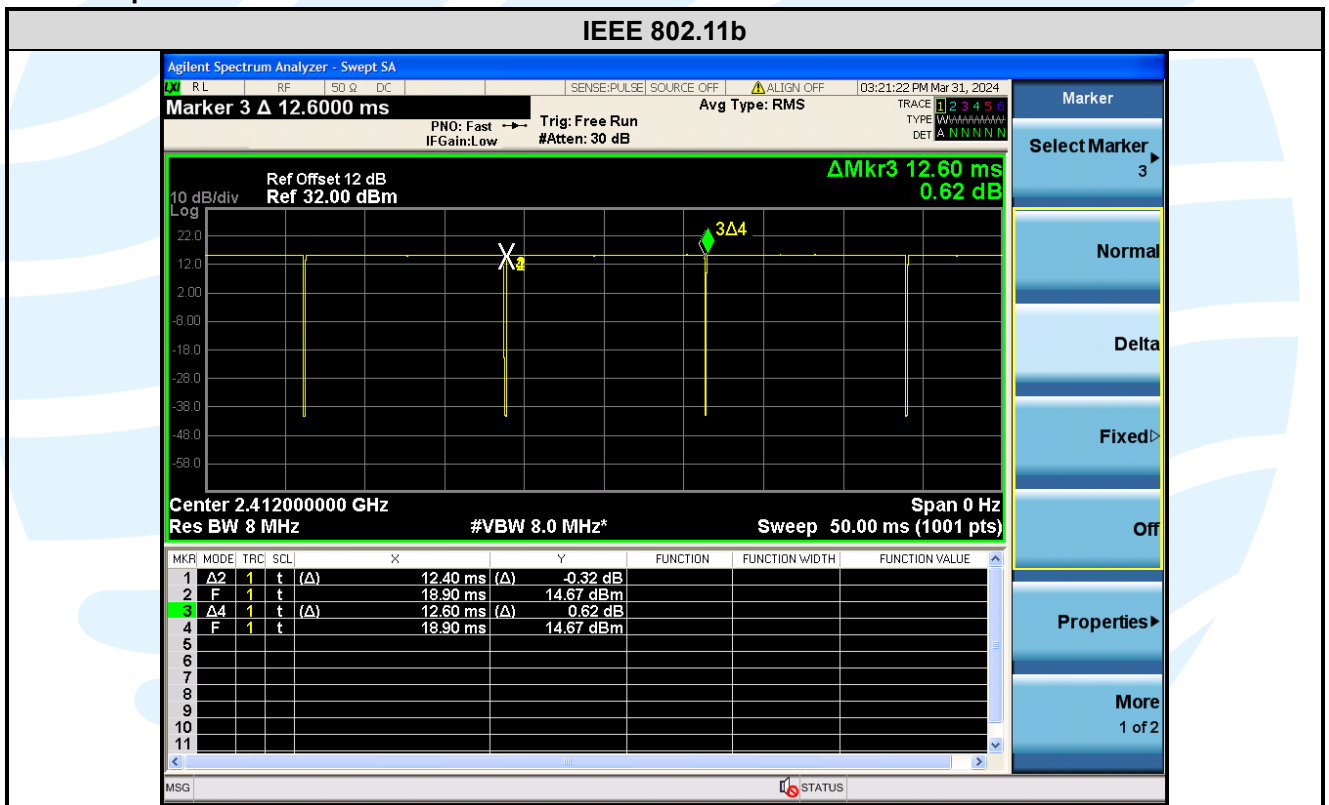 IEEE 802.11b
Agilent Spectrum Analyzer - Swept SA
LXI RL RF 50 Ω DC SENSE:PULSE SOURCE OFF ALIGN OFF 03:21:22 PM Mar 31, 2024
Marker 3 Δ 12.6000 ms
PNO: Fast
IFGain:Low
Trig: Free Run
#Atten: 30 dB
Avg Type: RMS
TRACE 1 2 3 4 5 6
TYPE
DET A N N N N N
ΔMkr3 12.60 ms
0.62 dB
Ref Offset 12 dB
10 dB/div Ref 32.00 dBm
Log
22.0
12.0
2.00
-8.00
-18.0
-28.0
-38.0
-48.0
-58.0
3Δ4
Center 2.412000000 GHz Span 0 Hz
Res BW 8 MHz #VBW 8.0 MHz* Sweep 50.00 ms (1001 pts)
MKR MODE TRC SCL X Y FUNCTION FUNCTION WIDTH FUNCTION VALUE
1 Δ2 1 t (Δ) 12.40 ms (Δ) -0.32 dB
2 F 1 t 18.90 ms 14.67 dBm
3 Δ4 1 t (Δ) 12.60 ms (Δ) 0.62 dB
4 F 1 t 18.90 ms 14.67 dBm
5
6
7
8
9
10
11
MSG STATUS
Marker
Select Marker
3
Normal
Delta
Fixed
Off
Properties
More
1 of 2